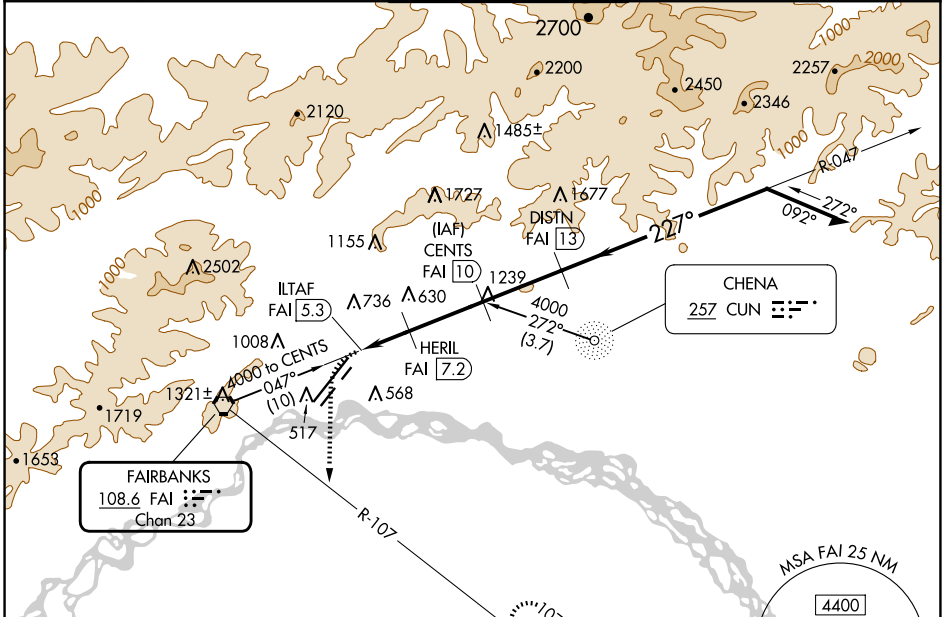 2700
1000
2200
2257
2000
2450
2346
2120
1485±
1000
R-047
1727
1677
272°
092°
1000
(IAF)
CENTS
FAI 10
DISTN
FAI 13
227°
1155
2502
1000
1239
CHENA
257 CUN
ILTAF
FAI 5.3
736
630
4000
272°
(3.7)
1008
HERIL
FAI 7.2
4000 to CENTS
047°
(10)
1321±
568
517
1719
1653
FAIRBANKS
108.6 FAI
Chan 23
R-107
MSA FAI 25 NM
4400